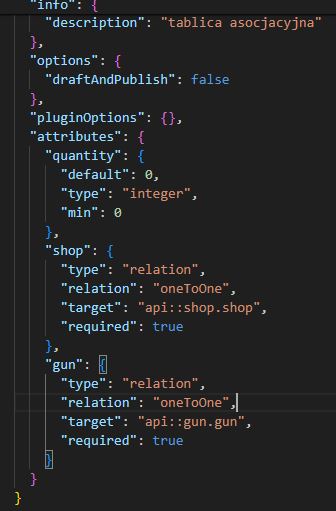 "info": {
"description": "tablica asocjacyjna"
},
"options": {
"draftAndPublish": false
},
"pluginOptions": {},
"attributes": {
"quantity": {
"default": 0,
"type": "integer",
"min": 0
},
"shop": {
"type": "relation",
"relation": "oneToOne",
"target": "api::shop.shop",
"required": true
},
"gun": {
"type": "relation",
"relation": "oneToOne",
"target": "api::gun.gun",
"required": true
}
}
}